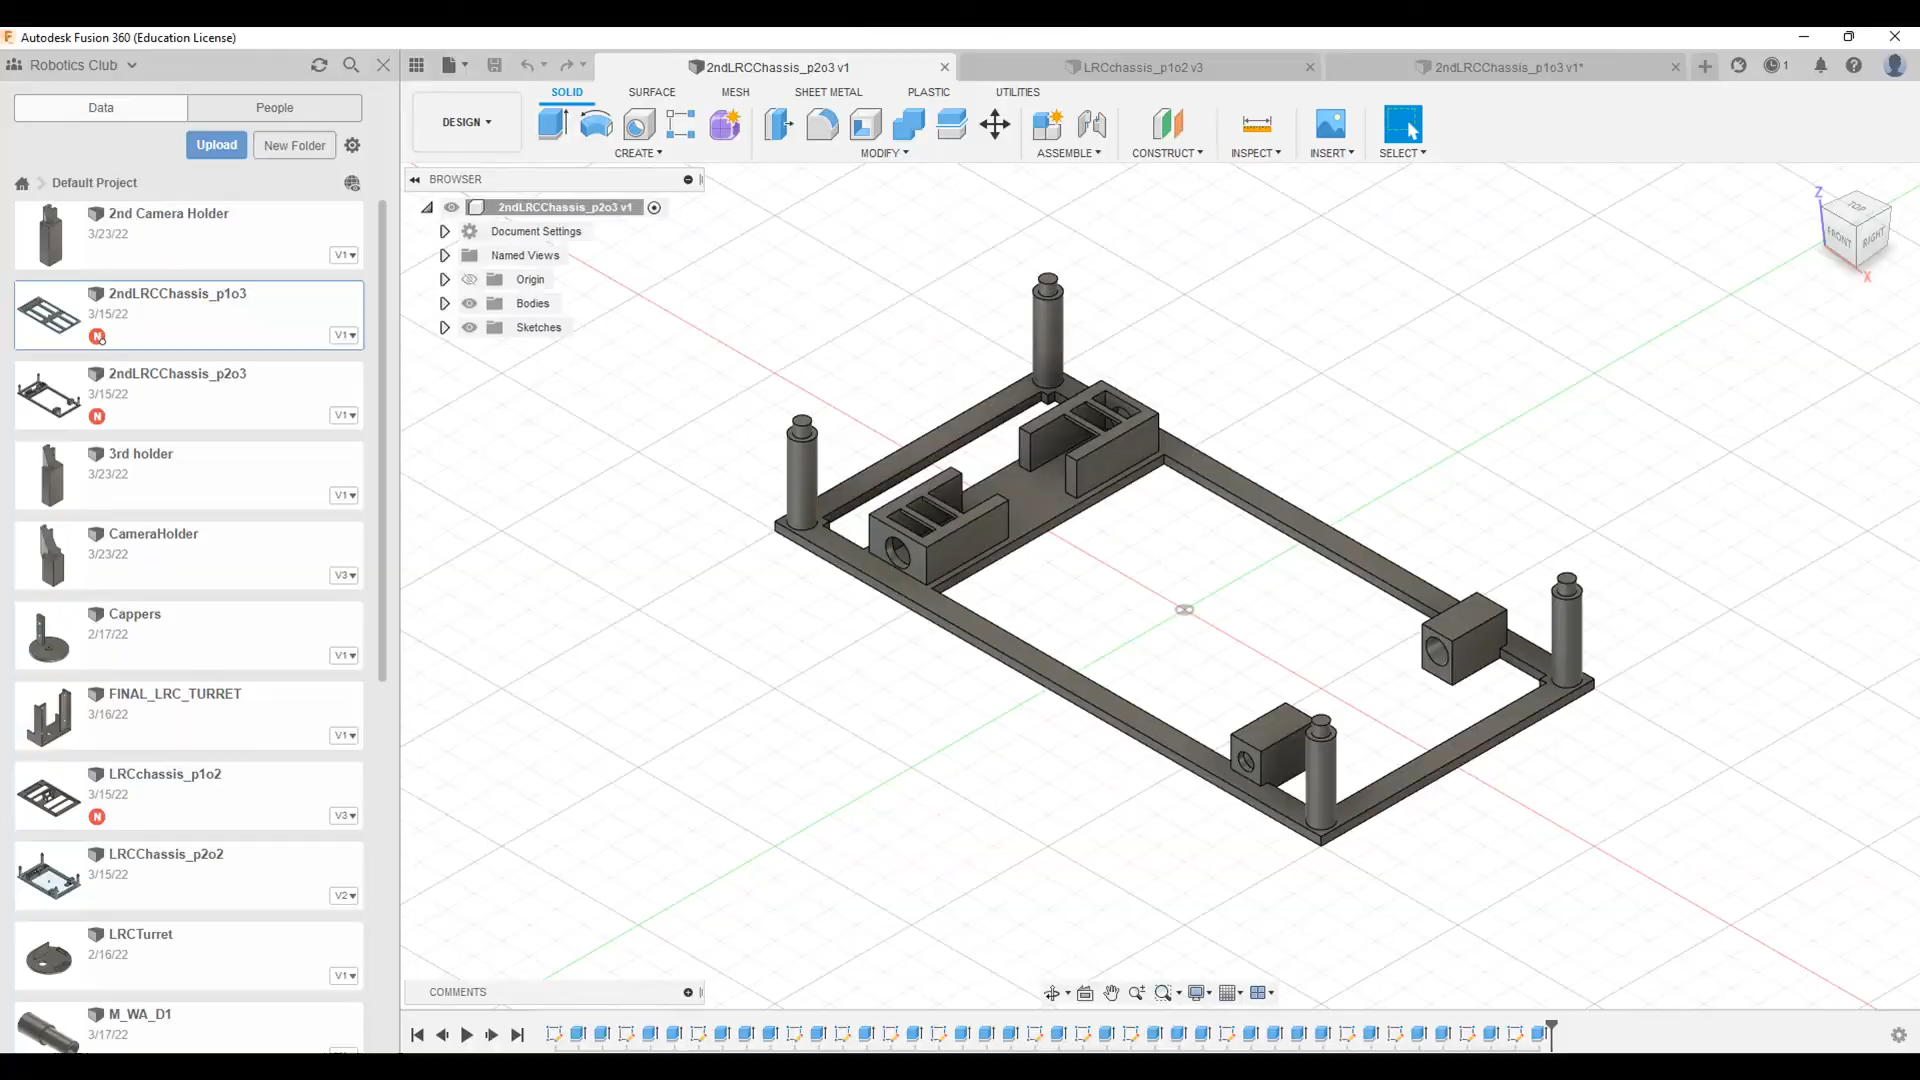 Autodesk Fusion 360 (Education License)
Robotics Club
2ndLRCChassis_p2o3 v1
LRCchassis_p1o2 v3
2ndLRCChassis_p1o3 v1*
1
Data
People
SOLID
SURFACE
MESH
SHEET METAL
PLASTIC
UTILITIES
DESIGN
CREATE
MODIFY
ASSEMBLE
CONSTRUCT
INSPECT
INSERT
SELECT
Upload
New Folder
Default Project
BROWSER
2ndLRCChassis_p2o3 v1
Document Settings
Named Views
Origin
Bodies
Sketches
Z
TOP
FRONT
RIGHT
X
2nd Camera Holder
3/23/22
V1
2ndLRCChassis_p1o3
3/15/22
N
V1
2ndLRCChassis_p2o3
3/15/22
N
V1
3rd holder
3/23/22
V1
CameraHolder
3/23/22
V3
Cappers
2/17/22
V1
FINAL_LRC_TURRET
3/16/22
V1
LRCchassis_p1o2
3/15/22
N
V3
LRCChassis_p2o2
3/15/22
V2
LRCTurret
2/16/22
V1
M_WA_D1
3/17/22
COMMENTS